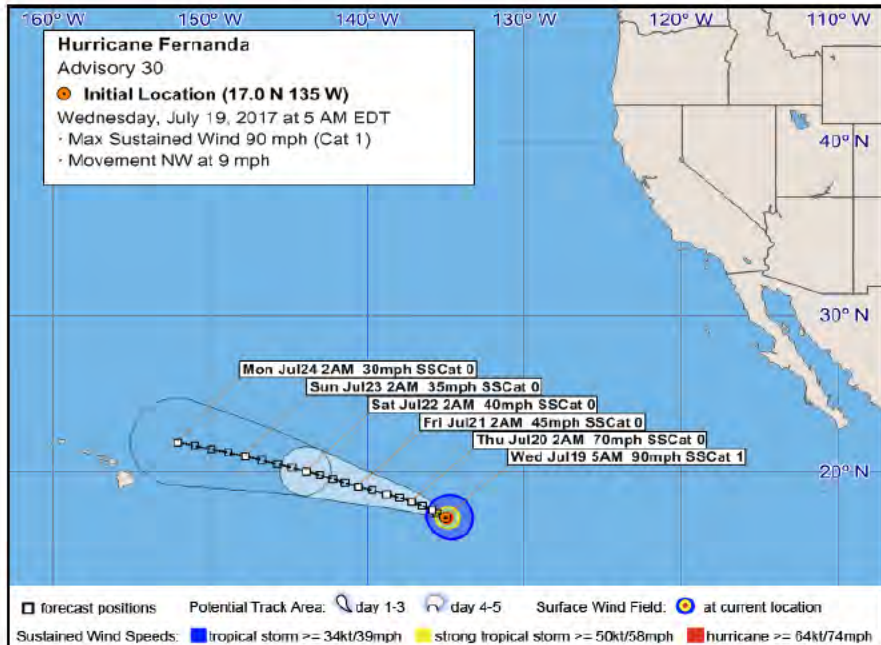 160° W 150° W 140° W 130° W 120° W 110° W
Hurricane Fernanda
Advisory 30
Initial Location (17.0 N 135 W)
Wednesday, July 19, 2017 at 5 AM EDT
· Max Sustained Wind 90 mph (Cat 1)
· Movement NW at 9 mph
40° N
30° N
Mon Jul24 2AM 30mph SSCat 0
Sun Jul23 2AM 35mph SSCat 0
Sat Jul22 2AM 40mph SSCat 0
Fri Jul21 2AM 45mph SSCat 0
Thu Jul20 2AM 70mph SSCat 0
Wed Jul19 5AM 90mph SSCat 1
20° N
forecast positions Potential Track Area: day 1-3 day 4-5 Surface Wind Field: at current location
Sustained Wind Speeds: tropical storm >= 34kt/39mph strong tropical storm >= 50kt/58mph hurricane >= 64kt/74mph